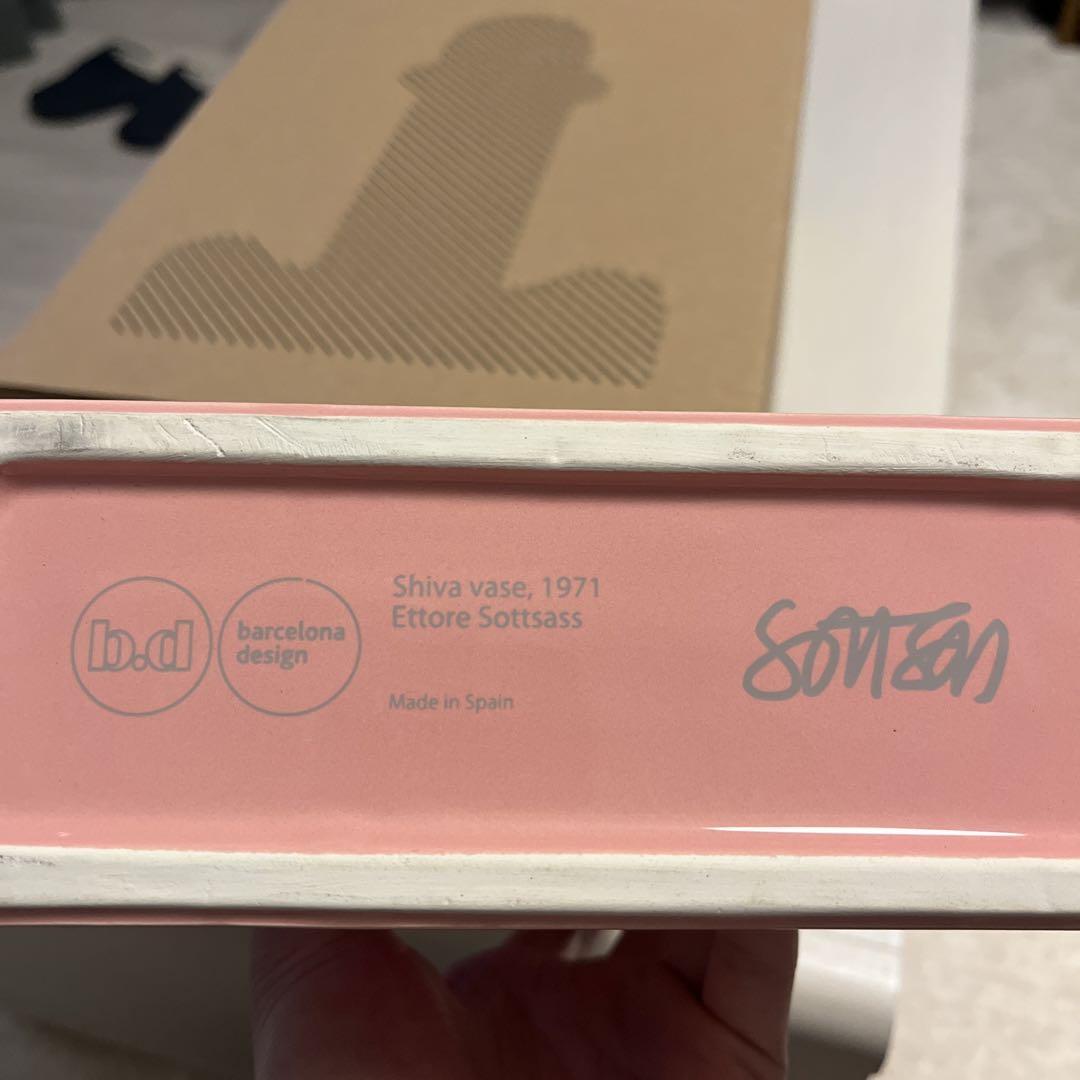 b.d
barcelona
design
Shiva vase, 1971
Ettore Sottsass
Made in Spain
Sottsass